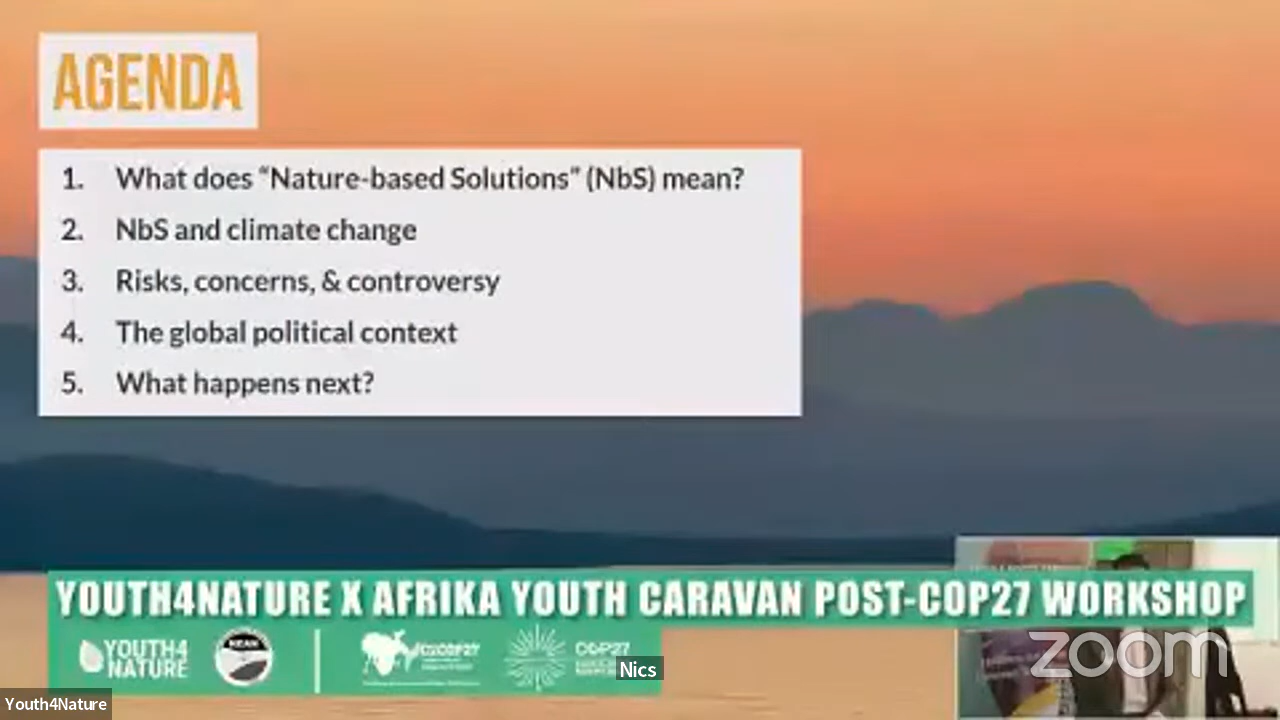 AGENDA
1. What does “Nature-based Solutions” (NbS) mean?
2. NbS and climate change
3. Risks, concerns, & controversy
4. The global political context
5. What happens next?
YOUTH4NATURE X AFRIKA YOUTH CARAVAN POST-COP27 WORKSHOP
YOUTH4
NATURE
COP27
Nics
zoom
Youth4Nature